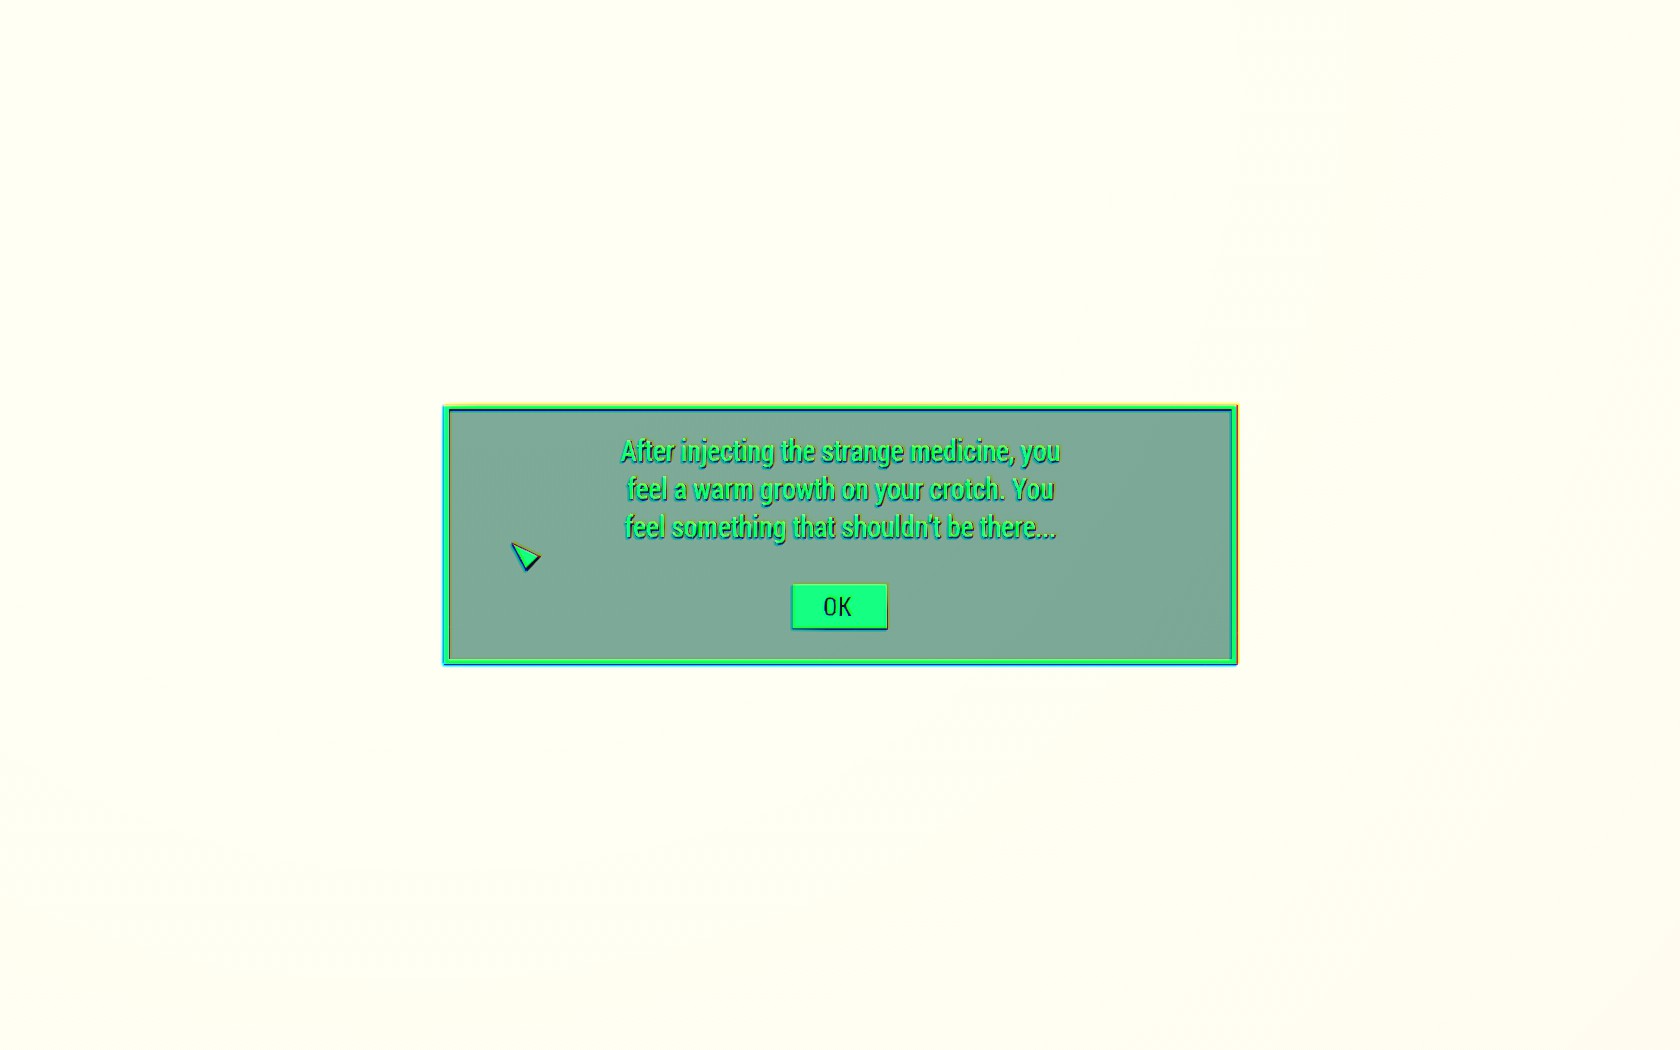 After injecting the strange medicine, you
feel a warm growth on your crotch. You
feel something that shouldn't be there...
OK